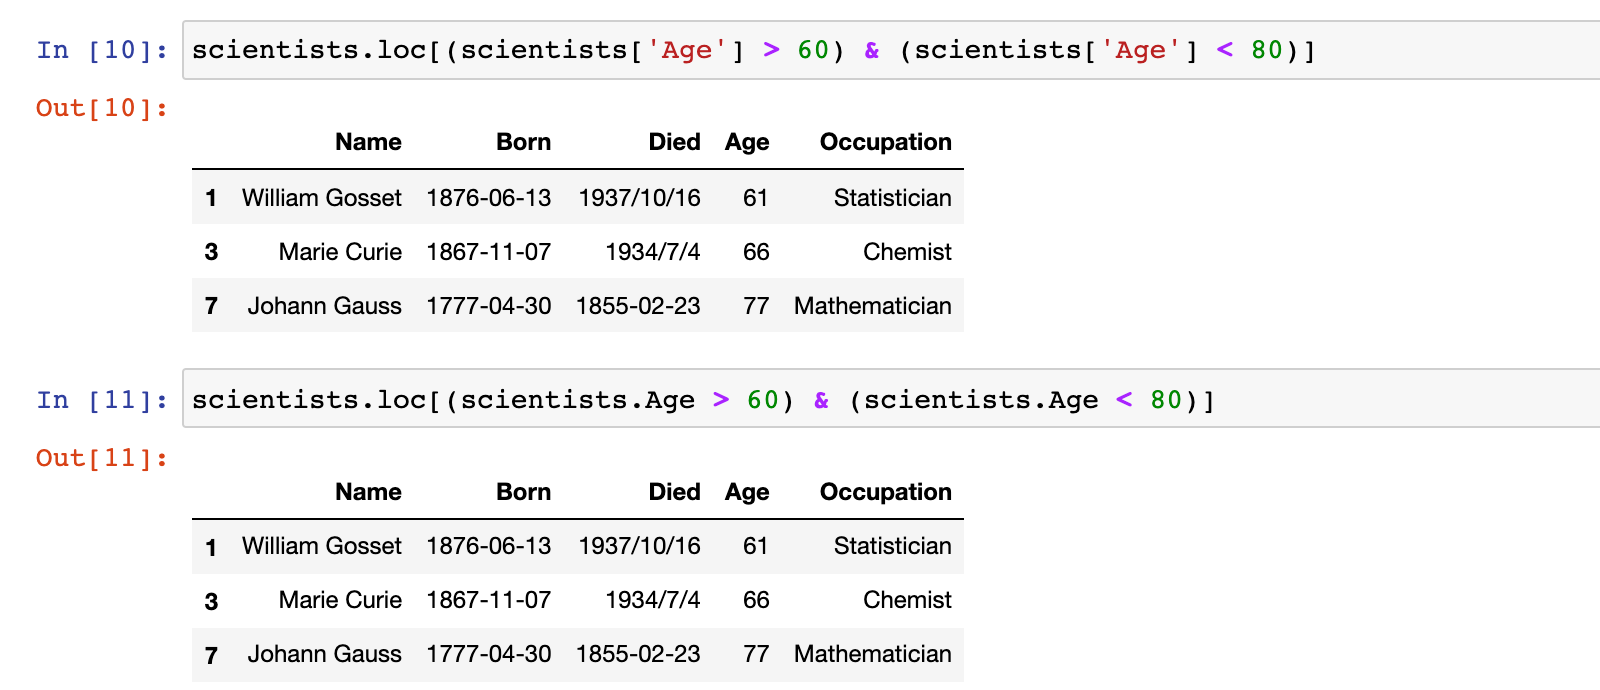 In [10]: scientists.loc[(scientists['Age'] > 60) & (scientists['Age'] < 80)]
Out[10]:
Name Born Died Age Occupation
1 William Gosset 1876-06-13 1937/10/16 61 Statistician
3 Marie Curie 1867-11-07 1934/7/4 66 Chemist
7 Johann Gauss 1777-04-30 1855-02-23 77 Mathematician
In [11]: scientists.loc[(scientists.Age > 60) & (scientists.Age < 80)]
Out[11]:
Name Born Died Age Occupation
1 William Gosset 1876-06-13 1937/10/16 61 Statistician
3 Marie Curie 1867-11-07 1934/7/4 66 Chemist
7 Johann Gauss 1777-04-30 1855-02-23 77 Mathematician